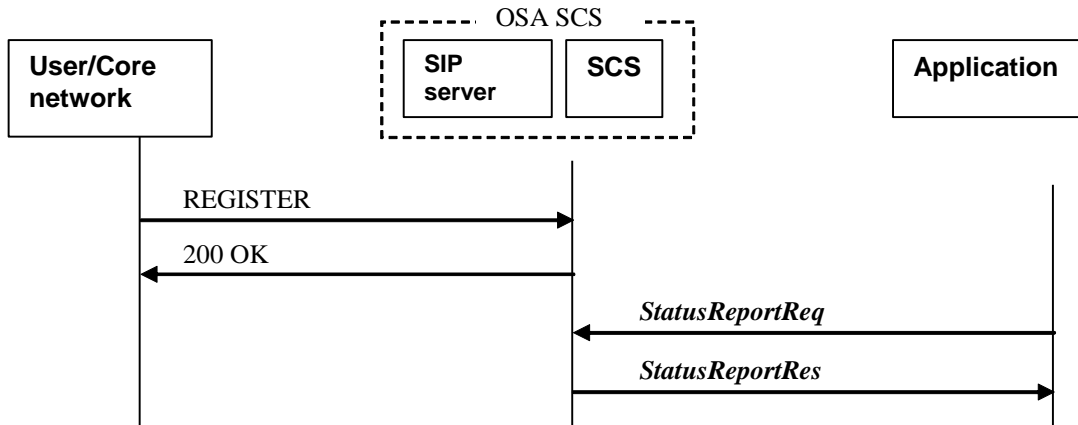 OSA SCS
User/Core
network
SIP
server
SCS
Application
REGISTER
200 OK
StatusReportReq
StatusReportRes